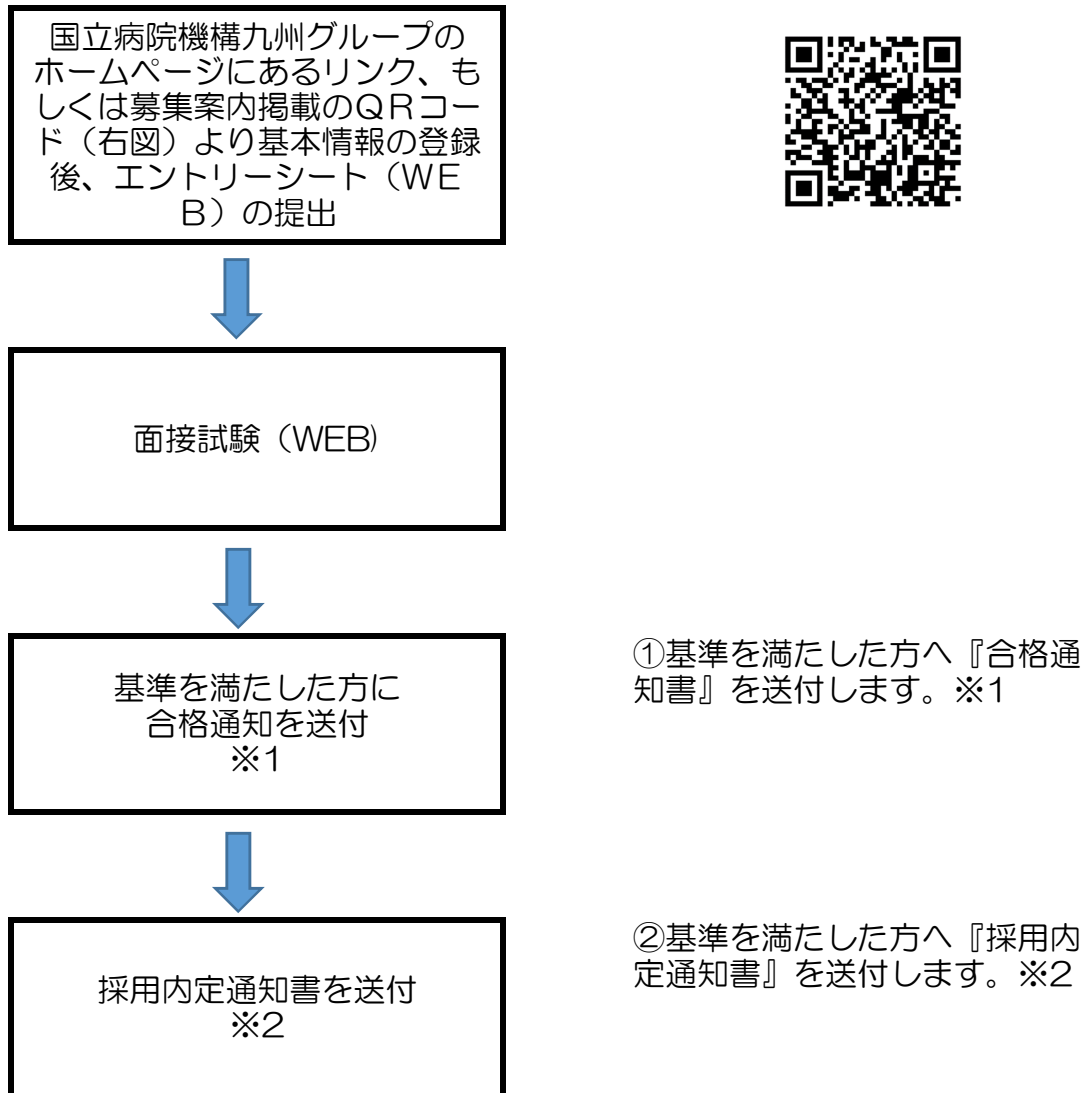 国立病院機構九州グループの
ホームページにあるリンク、も
しくは募集案内掲載のＱＲコー
ド（右図）より基本情報の登録
後、エントリーシート（ＷＥ
Ｂ）の提出
面接試験（WEB)
基準を満たした方に
合格通知を送付
※1
①基準を満たした方へ『合格通
知書』を送付します。※1
採用内定通知書を送付
※2
②基準を満たした方へ『採用内
定通知書』を送付します。※2